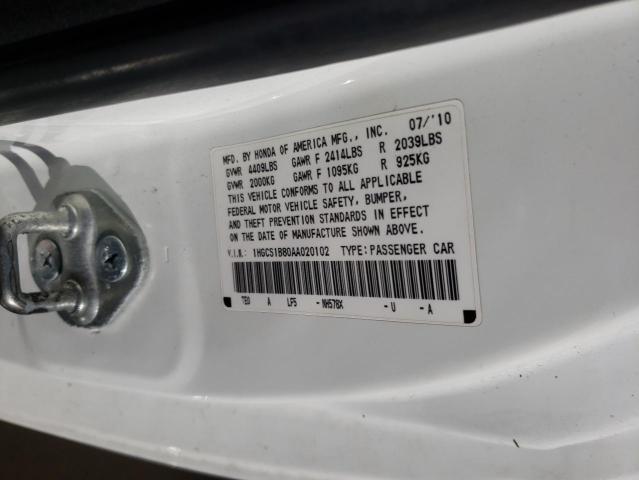 MFD. BY HONDA OF AMERICA MFG., INC. 07/'10
GVWR 4409LBS GAWR F 2414LBS R 2039LBS
GVWR 2000KG GAWR F 1095KG R 925KG
THIS VEHICLE CONFORMS TO ALL APPLICABLE
FEDERAL MOTOR VEHICLE SAFETY, BUMPER,
AND THEFT PREVENTION STANDARDS IN EFFECT
ON THE DATE OF MANUFACTURE SHOWN ABOVE.
V.I.N: 1HGCS1B80AA020102 TYPE:PASSENGER CAR
TE0 A LF5 -NH578X -U -A